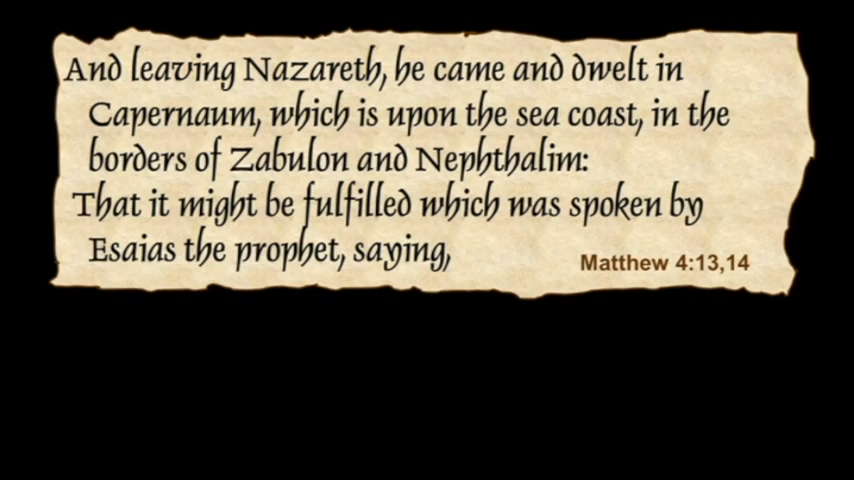 And leaving Nazareth, he came and dwelt in
Capernaum, which is upon the sea coast, in the
borders of Zabulon and Nephthalim:
That it might be fulfilled which was spoken by
Esaias the prophet, saying,
Matthew 4:13,14